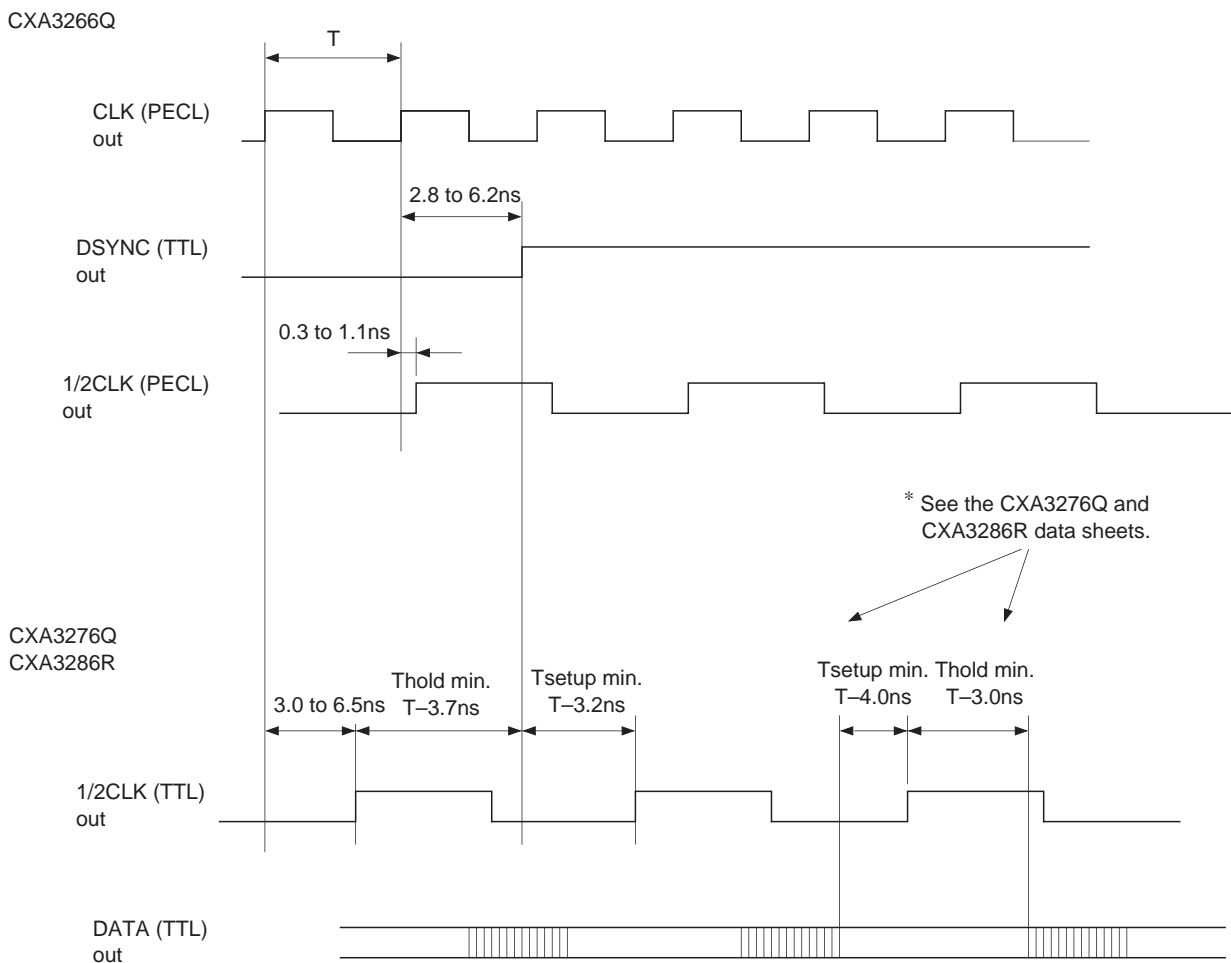 CXA3266Q
T
CLK (PECL)
out
2.8 to 6.2ns
DSYNC (TTL)
out
0.3 to 1.1ns
1/2CLK (PECL)
out
* See the CXA3276Q and
CXA3286R data sheets.
CXA3276Q
CXA3286R
3.0 to 6.5ns
Thold min.
T–3.7ns
Tsetup min.
T–3.2ns
Tsetup min.
T–4.0ns
Thold min.
T–3.0ns
1/2CLK (TTL)
out
DATA (TTL)
out